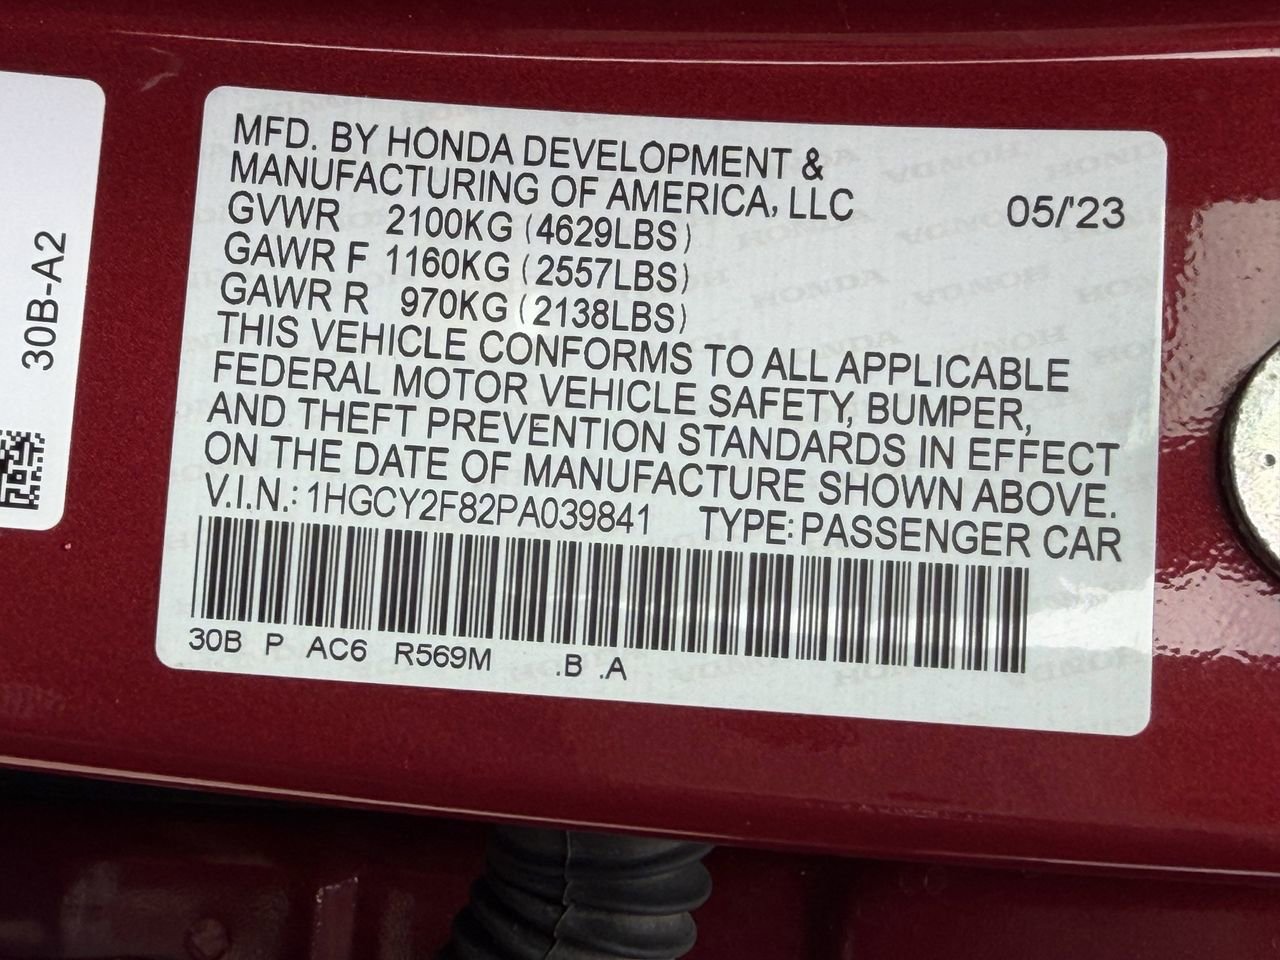 MFD. BY HONDA DEVELOPMENT &
MANUFACTURING OF AMERICA, LLC
05/'23
GVWR 2100KG (4629LBS)
GAWR F 1160KG (2557LBS)
GAWR R 970KG (2138LBS)
THIS VEHICLE CONFORMS TO ALL APPLICABLE
FEDERAL MOTOR VEHICLE SAFETY, BUMPER,
AND THEFT PREVENTION STANDARDS IN EFFECT
ON THE DATE OF MANUFACTURE SHOWN ABOVE.
V.I.N.: 1HGCY2F82PA039841 TYPE: PASSENGER CAR
30B P AC6 R569M .B .A
30B-A2